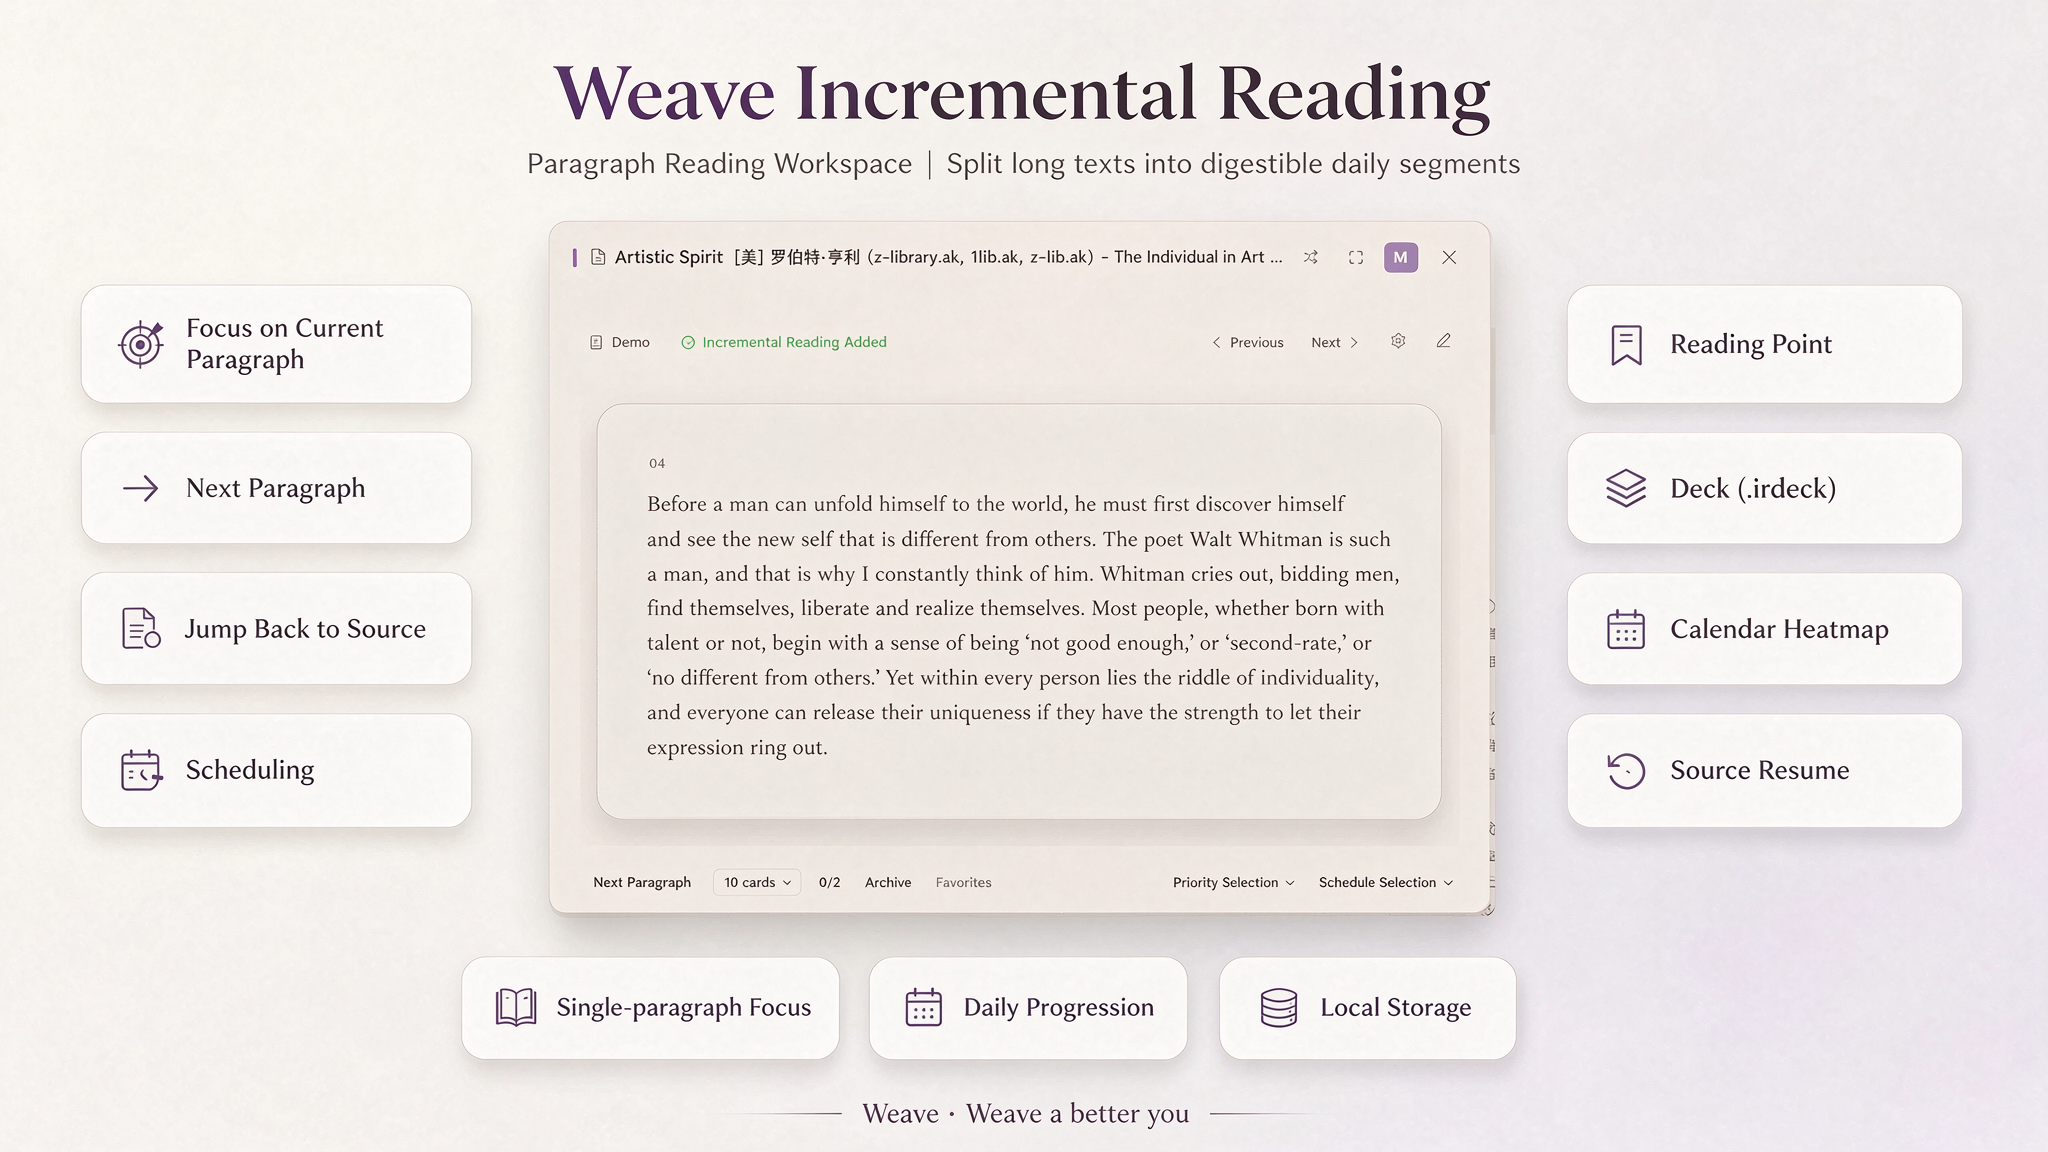 Weave Incremental Reading
Paragraph Reading Workspace | Split long texts into digestible daily segments
Artistic Spirit [美] 罗伯特·亨利 (z-library.ak, 1lib.ak, z-lib.ak) – The Individual in Art ...
M
Demo
Incremental Reading Added
Previous
Next
04
Before a man can unfold himself to the world, he must first discover himself
and see the new self that is different from others. The poet Walt Whitman is such
a man, and that is why I constantly think of him. Whitman cries out, bidding men,
find themselves, liberate and realize themselves. Most people, whether born with
talent or not, begin with a sense of being ‘not good enough,’ or ‘second-rate,’ or
‘no different from others.’ Yet within every person lies the riddle of individuality,
and everyone can release their uniqueness if they have the strength to let their
expression ring out.
Next Paragraph
10 cards
0/2
Archive
Favorites
Priority Selection
Schedule Selection
Focus on Current
Paragraph
Next Paragraph
Jump Back to Source
Scheduling
Reading Point
Deck (.irdeck)
Calendar Heatmap
Source Resume
Single-paragraph Focus
Daily Progression
Local Storage
Weave · Weave a better you